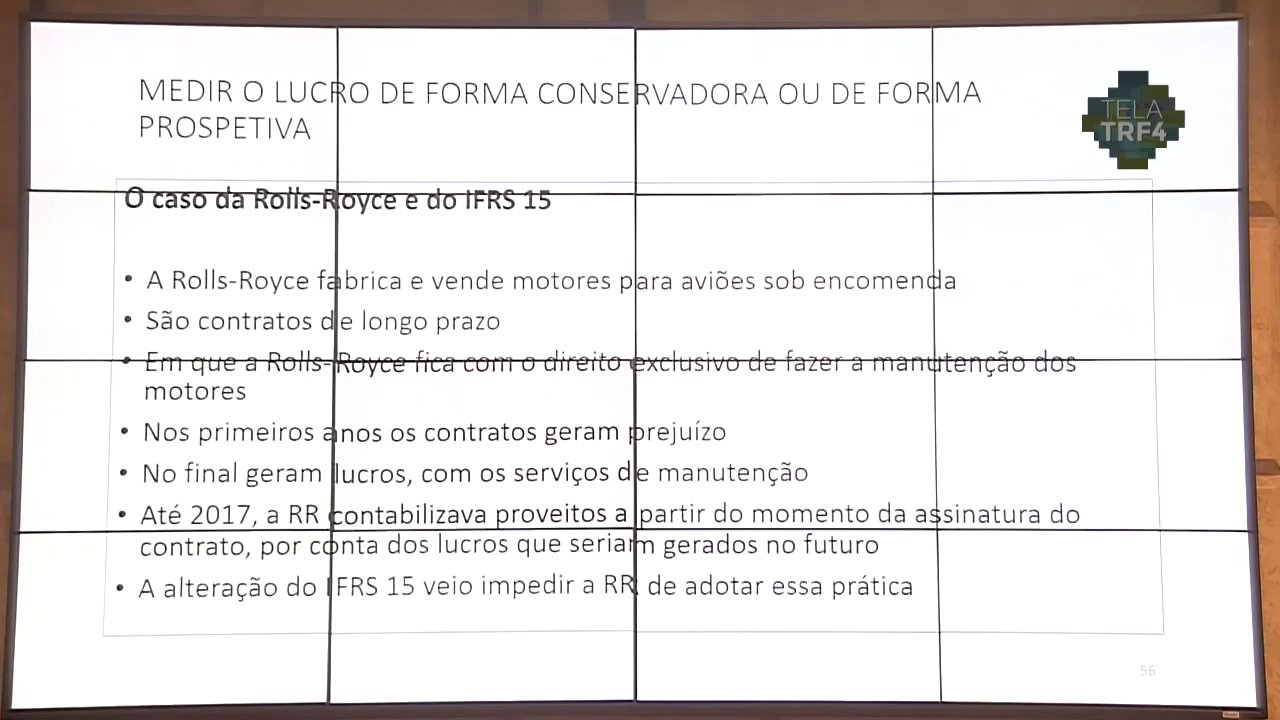 MEDIR O LUCRO DE FORMA CONSERVADORA OU DE FORMA
PROSPETIVA
TELA
TRF4
O caso da Rolls-Royce e do IFRS 15
• A Rolls-Royce fabrica e vende motores para aviões sob encomenda
• São contratos de longo prazo
• Em que a Rolls-Royce fica com o direito exclusivo de fazer a manutenção dos
motores
• Nos primeiros anos os contratos geram prejuízo
• No final geram lucros, com os serviços de manutenção
• Até 2017, a RR contabilizava proveitos a partir do momento da assinatura do
contrato, por conta dos lucros que seriam gerados no futuro
• A alteração do IFRS 15 veio impedir a RR de adotar essa prática
56